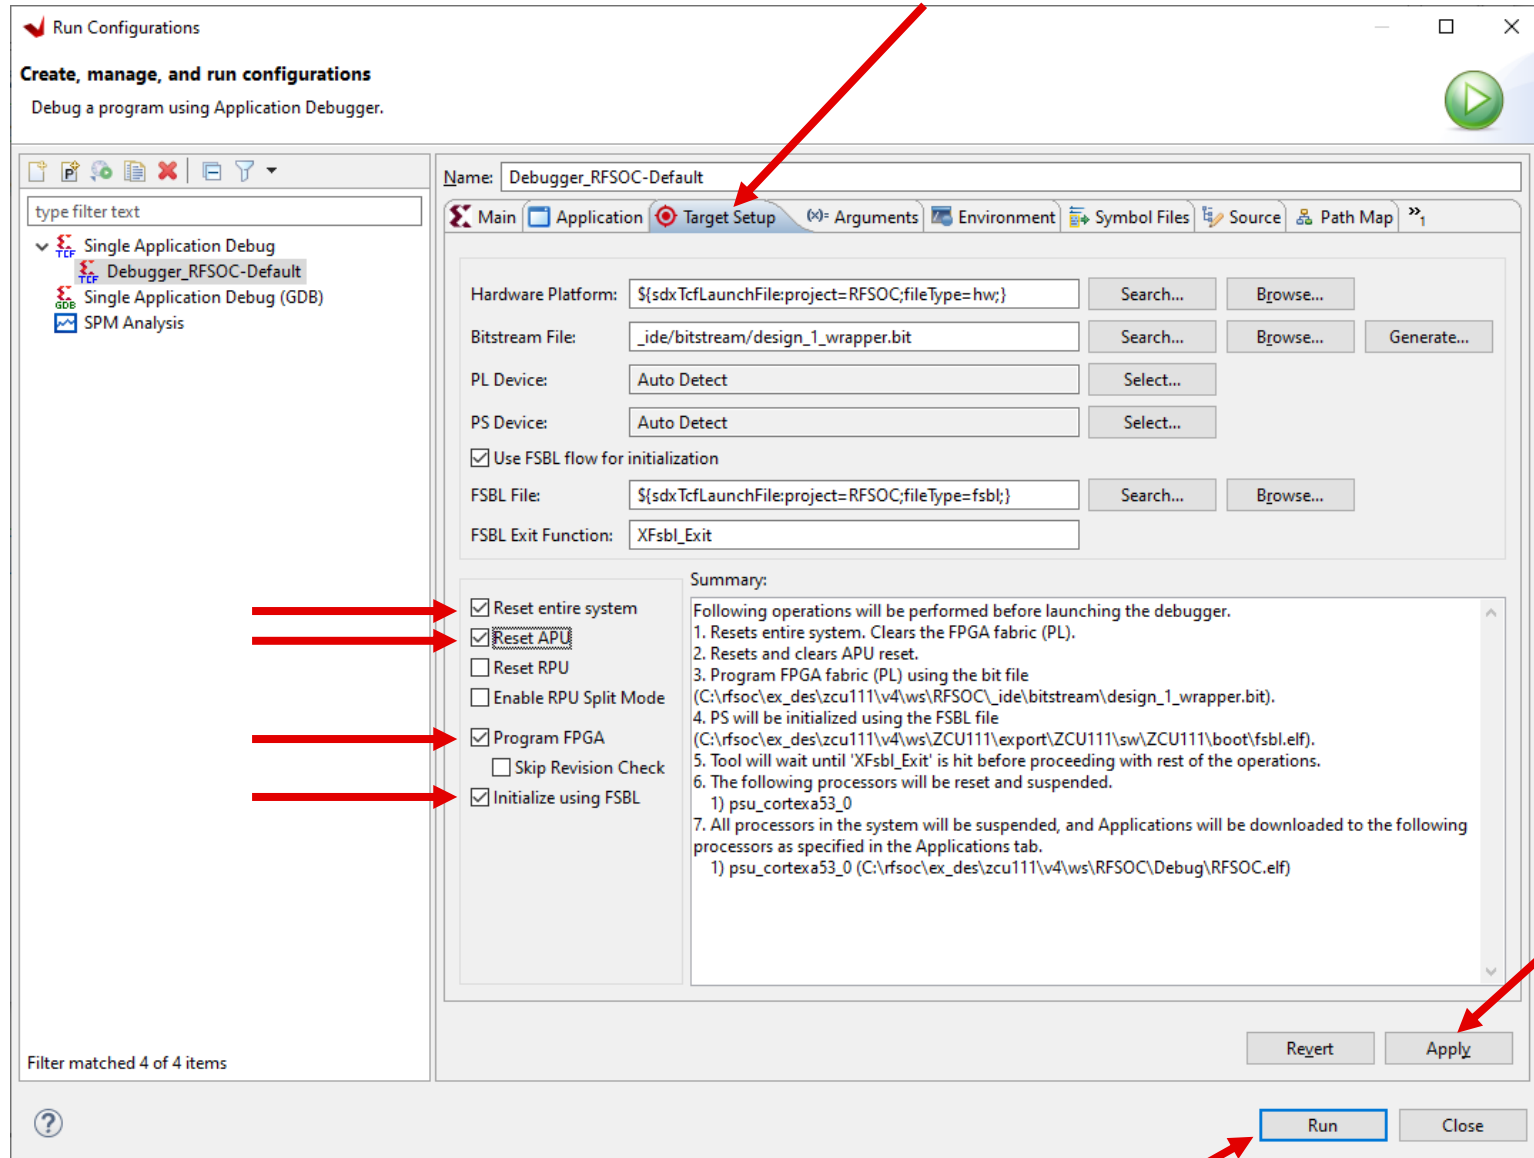 Run Configurations
Create, manage, and run configurations
Debug a program using Application Debugger.
type filter text
Single Application Debug
TCF
Debugger_RFSOC-Default
TCF
Single Application Debug (GDB)
GDB
SPM Analysis
Filter matched 4 of 4 items
Name: Debugger_RFSOC-Default
Main Application Target Setup (x)= Arguments Environment Symbol Files Source Path Map »1
Hardware Platform: ${sdxTcfLaunchFile:project=RFSOC;fileType=hw;} Search... Browse...
Bitstream File: _ide/bitstream/design_1_wrapper.bit Search... Browse... Generate...
PL Device: Auto Detect Select...
PS Device: Auto Detect Select...
Use FSBL flow for initialization
FSBL File: ${sdxTcfLaunchFile:project=RFSOC;fileType=fsbl;} Search... Browse...
FSBL Exit Function: XFsbl_Exit
Reset entire system
Reset APU
Reset RPU
Enable RPU Split Mode
Program FPGA
Skip Revision Check
Initialize using FSBL
Summary:
Following operations will be performed before launching the debugger.
1. Resets entire system. Clears the FPGA fabric (PL).
2. Resets and clears APU reset.
3. Program FPGA fabric (PL) using the bit file
(C:\rfsoc\ex_des\zcu111\v4\ws\RFSOC\_ide\bitstream\design_1_wrapper.bit).
4. PS will be initialized using the FSBL file
(C:\rfsoc\ex_des\zcu111\v4\ws\ZCU111\export\ZCU111\sw\ZCU111\boot\fsbl.elf).
5. Tool will wait until 'XFsbl_Exit' is hit before proceeding with rest of the operations.
6. The following processors will be reset and suspended.
1) psu_cortexa53_0
7. All processors in the system will be suspended, and Applications will be downloaded to the following
processors as specified in the Applications tab.
1) psu_cortexa53_0 (C:\rfsoc\ex_des\zcu111\v4\ws\RFSOC\Debug\RFSOC.elf)
Revert Apply
? Run Close